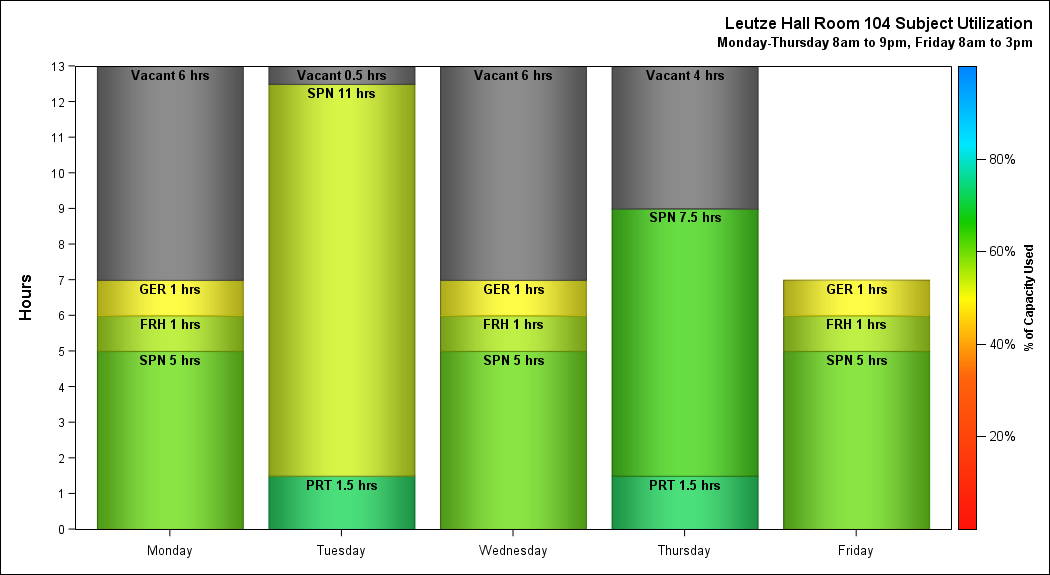 Leutze Hall Room 104 Subject Utilization
Monday-Thursday 8am to 9pm, Friday 8am to 3pm
Hours
13
12
11
10
9
8
7
6
5
4
3
2
1
0
Vacant 6 hrs
GER 1 hrs
FRH 1 hrs
SPN 5 hrs
Vacant 0.5 hrs
SPN 11 hrs
PRT 1.5 hrs
Vacant 6 hrs
GER 1 hrs
FRH 1 hrs
SPN 5 hrs
Vacant 4 hrs
SPN 7.5 hrs
PRT 1.5 hrs
GER 1 hrs
FRH 1 hrs
SPN 5 hrs
Monday
Tuesday
Wednesday
Thursday
Friday
80%
60%
40%
20%
% of Capacity Used